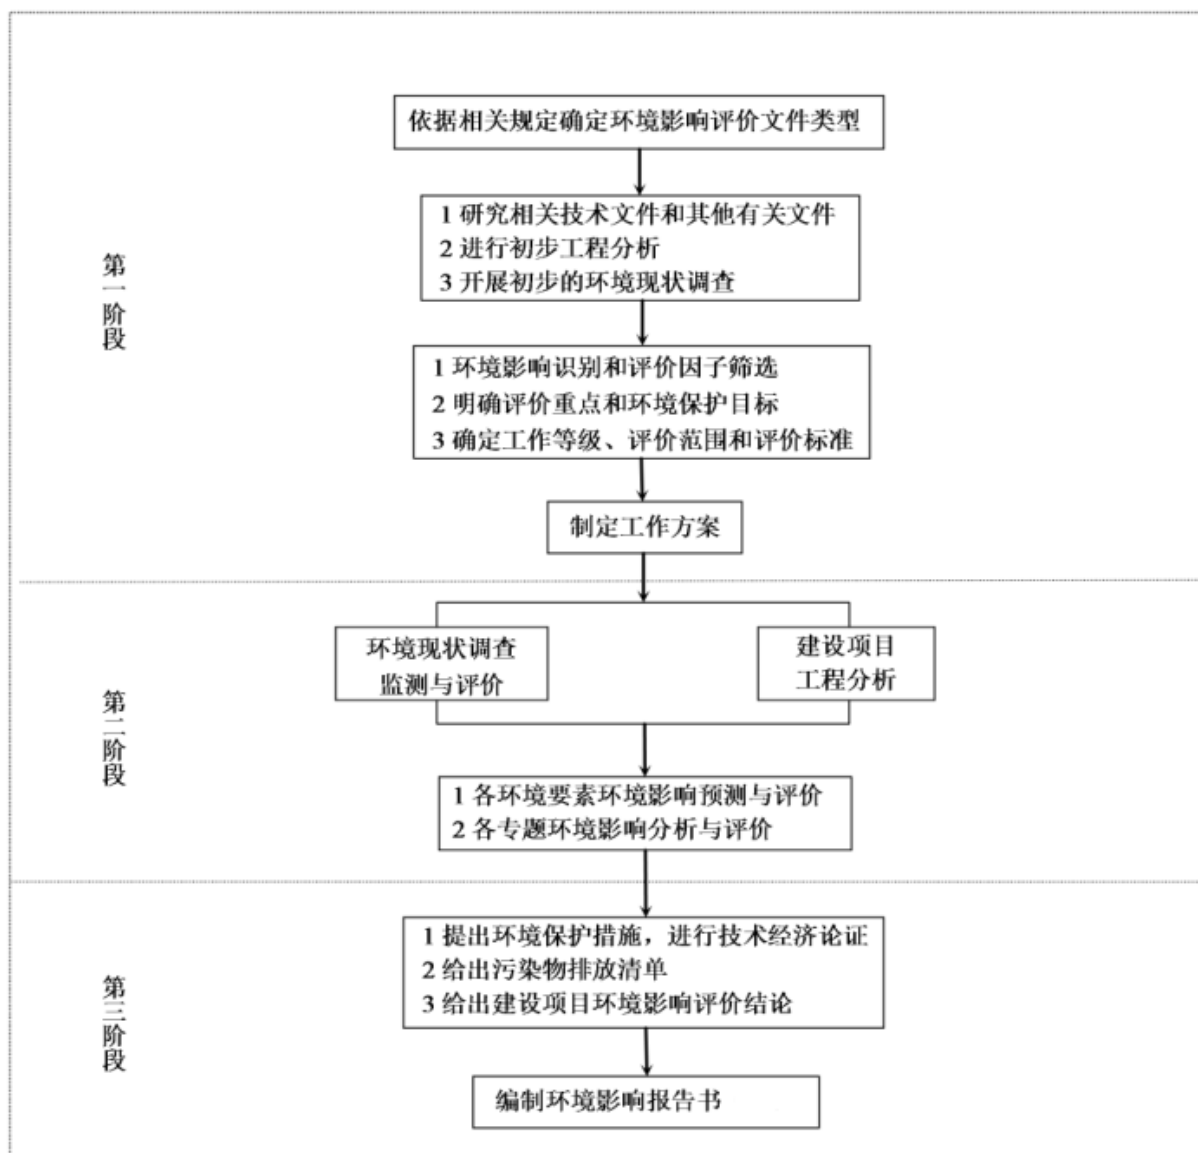 依据相关规定确定环境影响评价文件类型
第一阶段
1 研究相关技术文件和其他有关文件
2 进行初步工程分析
3 开展初步的环境现状调查
1 环境影响识别和评价因子筛选
2 明确评价重点和环境保护目标
3 确定工作等级、评价范围和评价标准
制定工作方案
第二阶段
环境现状调查
监测与评价
建设项目
工程分析
1 各环境要素环境影响预测与评价
2 各专题环境影响分析与评价
第三阶段
1 提出环境保护措施，进行技术经济论证
2 给出污染物排放清单
3 给出建设项目环境影响评价结论
编制环境影响报告书